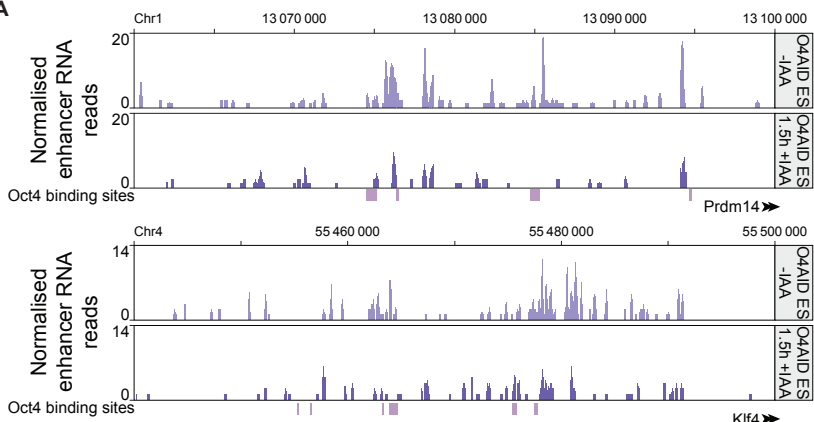 A
Chr1 13 070 000 13 080 000 13 090 000 13 100 000
Normalised
enhancer RNA
reads
20
0
O4AID ES
-IAA
20
0
O4AID ES
1.5h +IAA
Oct4 binding sites
Prdm14
Chr4 55 460 000 55 480 000 55 500 000
Normalised
enhancer RNA
reads
14
0
O4AID ES
-IAA
14
0
O4AID ES
1.5h +IAA
Oct4 binding sites
Klf4